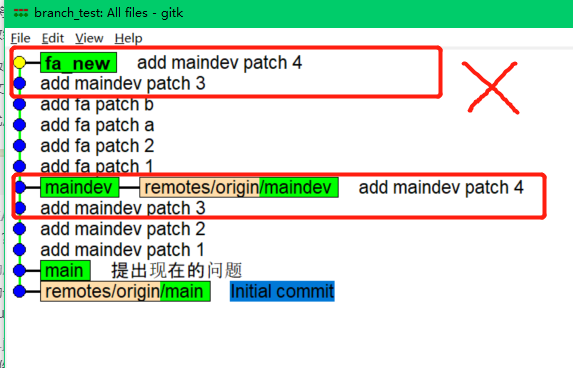 branch_test: All files - gitk
File Edit View Help
fa_new add maindev patch 4
add maindev patch 3
add fa patch b
add fa patch a
add fa patch 2
add fa patch 1
maindev remotes/origin/maindev add maindev patch 4
add maindev patch 3
add maindev patch 2
add maindev patch 1
main 提出现在的问题
remotes/origin/main Initial commit